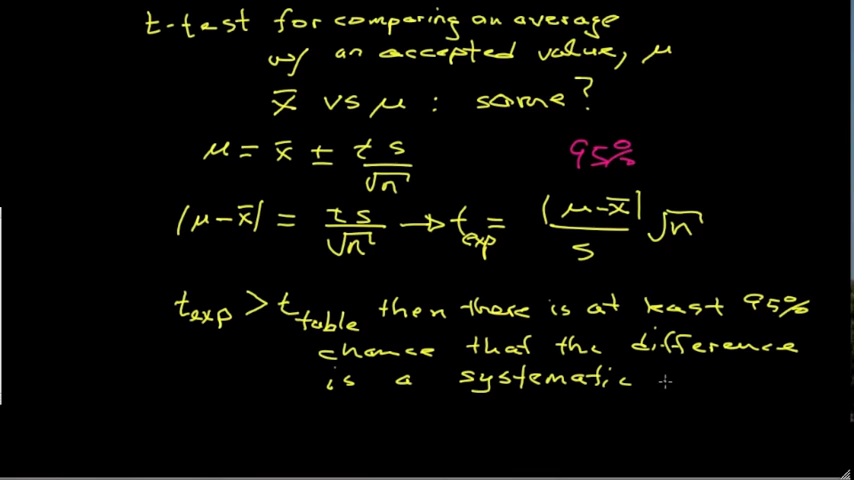 t-test for comparing an average
w/ an accepted value, μ
x̄ vs μ : same?
μ = x̄ ± ts/√n 95%
|μ-x̄| = ts/√n → t_exp = |μ-x̄|/s √n
t_exp > t_table then there is at least 95%
chance that the difference
is a systematic